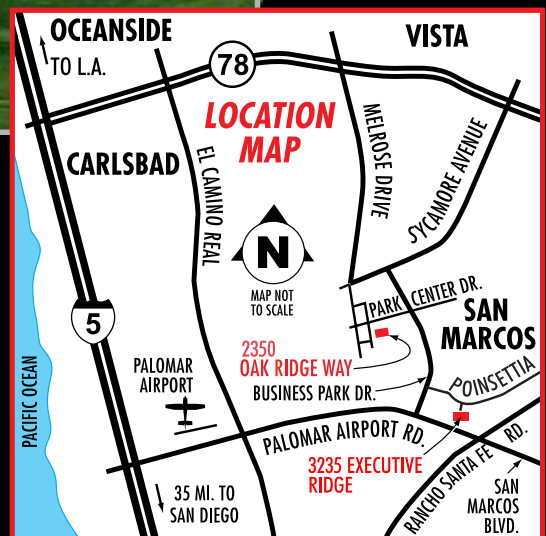 OCEANSIDE
TO L.A.
78
VISTA
LOCATION
MAP
CARLSBAD
EL CAMINO REAL
MELROSE DRIVE
SYCAMORE AVENUE
N
MAP NOT
TO SCALE
PARK CENTER DR.
SAN
MARCOS
5
2350
OAK RIDGE WAY
BUSINESS PARK DR.
POINSETTIA
PALOMAR
AIRPORT
PACIFIC OCEAN
PALOMAR AIRPORT RD.
3235 EXECUTIVE
RIDGE
RANCHO SANTA FE RD.
35 MI. TO
SAN DIEGO
SAN
MARCOS
BLVD.